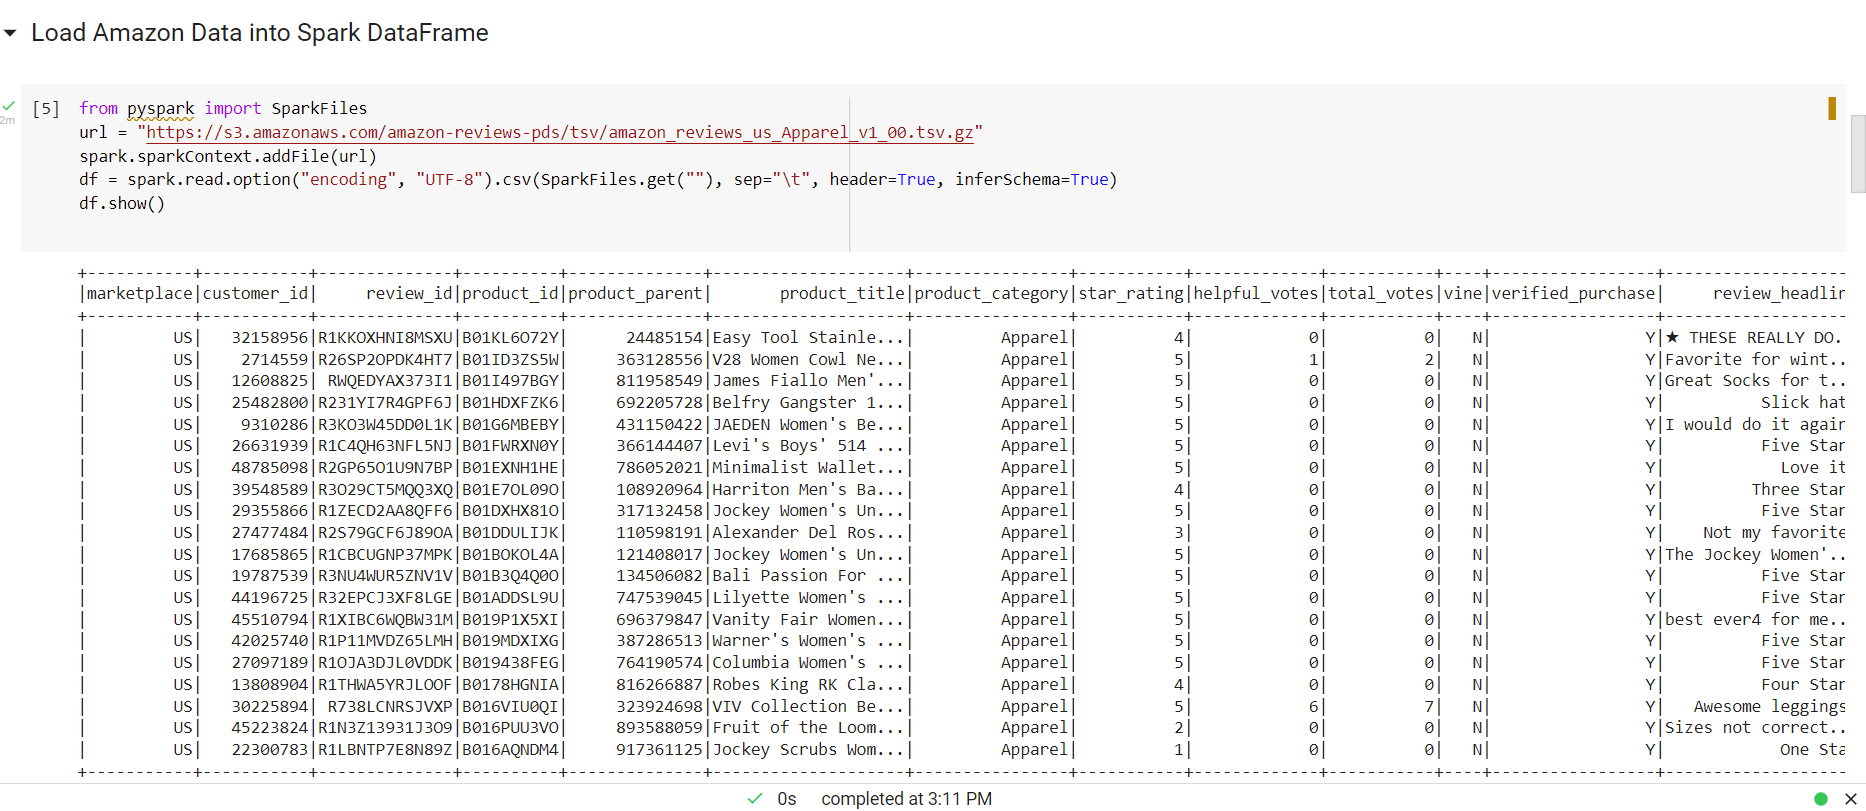 Load Amazon Data into Spark DataFrame
[5] from pyspark import SparkFiles
2m
url = "https://s3.amazonaws.com/amazon-reviews-pds/tsv/amazon_reviews_us_Apparel_v1_00.tsv.gz"
spark.sparkContext.addFile(url)
df = spark.read.option("encoding", "UTF-8").csv(SparkFiles.get(""), sep="\t", header=True, inferSchema=True)
df.show()
+-----------+-----------+--------------+----------+--------------+--------------------+----------------+-----------+-------------+-----------+----+-----------------+-------------------
|marketplace|customer_id|     review_id|product_id|product_parent|       product_title|product_category|star_rating|helpful_votes|total_votes|vine|verified_purchase|     review_headlin
+-----------+-----------+--------------+----------+--------------+--------------------+----------------+-----------+-------------+-----------+----+-----------------+-------------------
|         US|   32158956|R1KKOXHNI8MSXU|B01KL6O72Y|      24485154|Easy Tool Stainle...|         Apparel|          4|            0|          0|   N|                Y|★ THESE REALLY DO.
|         US|    2714559|R26SP2OPDK4HT7|B01ID3ZS5W|     363128556|V28 Women Cowl Ne...|         Apparel|          5|            1|          2|   N|                Y|Favorite for wint..
|         US|   12608825| RWQEDYAX373I1|B01I497BGY|     811958549|James Fiallo Men'...|         Apparel|          5|            0|          0|   N|                Y|Great Socks for t..
|         US|   25482800|R231YI7R4GPF6J|B01HDXFZK6|     692205728|Belfry Gangster 1...|         Apparel|          5|            0|          0|   N|                Y|          Slick hat
|         US|    9310286|R3KO3W45DD0L1K|B01G6MBEBY|     431150422|JAEDEN Women's Be...|         Apparel|          5|            0|          0|   N|                Y|I would do it again
|         US|   26631939|R1C4QH63NFL5NJ|B01FWRXN0Y|     366144407|Levi's Boys' 514 ...|         Apparel|          5|            0|          0|   N|                Y|          Five Star
|         US|   48785098|R2GP65O1U9N7BP|B01EXNH1HE|     786052021|Minimalist Wallet...|         Apparel|          5|            0|          0|   N|                Y|            Love it
|         US|   39548589|R3O29CT5MQQ3XQ|B01E7OL09O|     108920964|Harriton Men's Ba...|         Apparel|          4|            0|          0|   N|                Y|         Three Star
|         US|   29355866|R1ZECD2AA8QFF6|B01DXHX81O|     317132458|Jockey Women's Un...|         Apparel|          5|            0|          0|   N|                Y|          Five Star
|         US|   27477484|R2S79GCF6J89OA|B01DDULIJK|     110598191|Alexander Del Ros...|         Apparel|          3|            0|          0|   N|                Y|    Not my favorite
|         US|   17685865|R1CBCUGNP37MPK|B01BOKOL4A|     121408017|Jockey Women's Un...|         Apparel|          5|            0|          0|   N|                Y|The Jockey Women'..
|         US|   19787539|R3NU4WUR5ZNV1V|B01B3Q4Q0O|     134506082|Bali Passion For ...|         Apparel|          5|            0|          0|   N|                Y|          Five Star
|         US|   44196725|R32EPCJ3XF8LGE|B01ADDSL9U|     747539045|Lilyette Women's ...|         Apparel|          5|            0|          0|   N|                Y|          Five Star
|         US|   45510794|R1XIBC6WQBW31M|B019P1X5XI|     696379847|Vanity Fair Women...|         Apparel|          5|            0|          0|   N|                Y|best ever4 for me..
|         US|   42025740|R1P11MVDZ65LMH|B019MDXIXG|     387286513|Warner's Women's ...|         Apparel|          5|            0|          0|   N|                Y|          Five Star
|         US|   27097189|R1OJA3DJL0VDDK|B019438FEG|     764190574|Columbia Women's ...|         Apparel|          5|            0|          0|   N|                Y|          Five Star
|         US|   13808904|R1THWA5YRJLOOF|B0178HGNIA|     816266887|Robes King RK Cla...|         Apparel|          4|            0|          0|   N|                Y|          Four Star
|         US|   30225894| R738LCNRSJVXP|B016VIU0QI|     323924698|VIV Collection Be...|         Apparel|          5|            6|          7|   N|                Y|   Awesome leggings
|         US|   45223824|R1N3Z13931J3O9|B016PUU3VO|     893588059|Fruit of the Loom...|         Apparel|          2|            0|          0|   N|                Y|Sizes not correct..
|         US|   22300783|R1LBNTP7E8N89Z|B016AQNDM4|     917361125|Jockey Scrubs Wom...|         Apparel|          1|            0|          0|   N|                Y|            One Sta
+-----------+-----------+--------------+----------+--------------+--------------------+----------------+-----------+-------------+-----------+----+-----------------+-------------------
0s completed at 3:11 PM